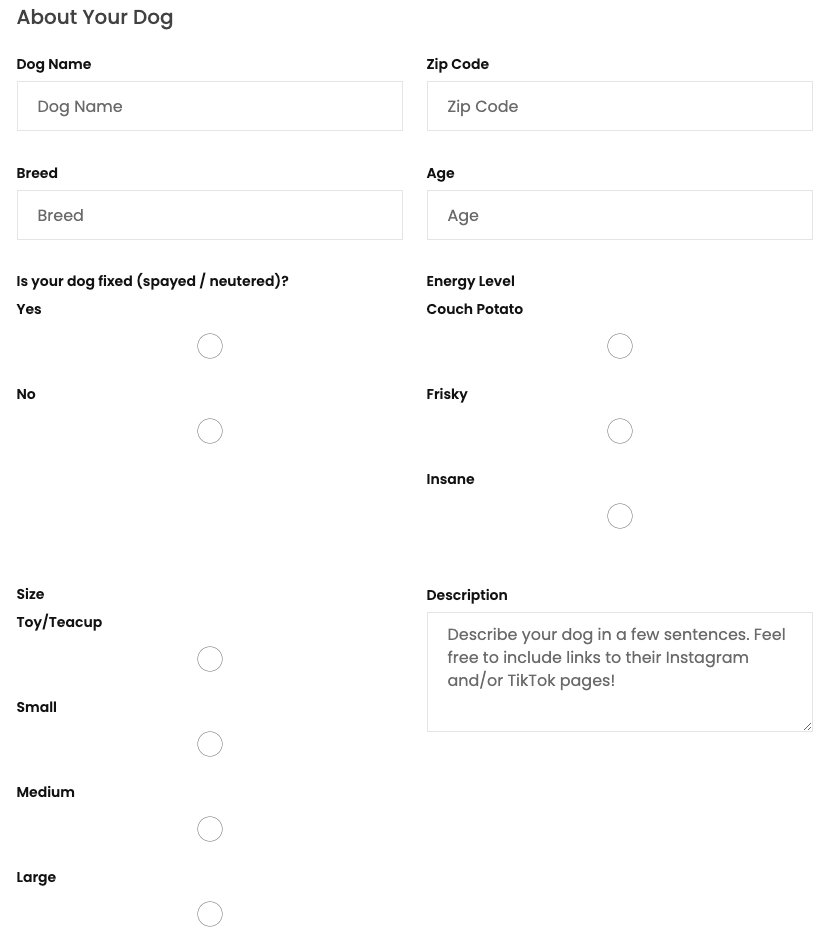 About Your Dog
Dog Name
Zip Code
Dog Name
Zip Code
Breed
Age
Breed
Age
Is your dog fixed (spayed / neutered)?
Yes
No
Energy Level
Couch Potato
Frisky
Insane
Size
Toy/Teacup
Small
Medium
Large
Description
Describe your dog in a few sentences. Feel
free to include links to their Instagram
and/or TikTok pages!